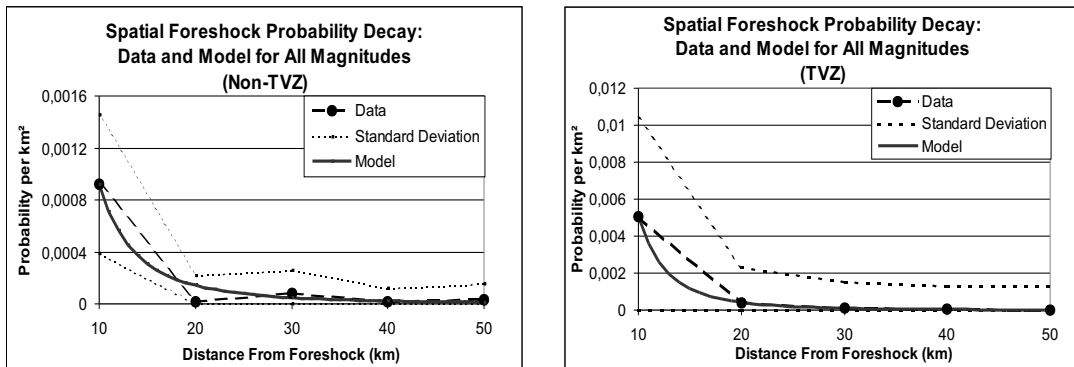 Spatial Foreshock Probability Decay:
Data and Model for All Magnitudes
(Non-TVZ)
Probability per km²
0,0016
0,0012
0,0008
0,0004
0
Data
Standard Deviation
Model
10 20 30 40 50
Distance From Foreshock (km)
Spatial Foreshock Probability Decay:
Data and Model for All Magnitudes
(TVZ)
Probability per km²
0,012
0,01
0,008
0,006
0,004
0,002
0
Data
Standard Deviation
Model
10 20 30 40 50
Distance From Foreshock (km)